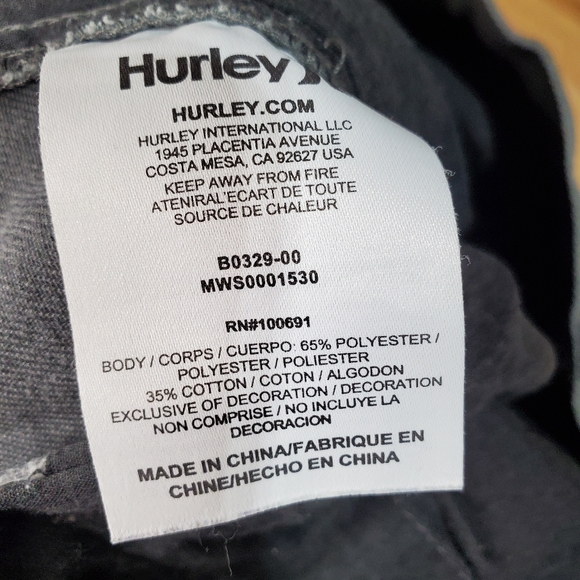 Hurley
HURLEY.COM
HURLEY INTERNATIONAL LLC
1945 PLACENTIA AVENUE
COSTA MESA, CA 92627 USA
KEEP AWAY FROM FIRE
ATENIRAL'ECART DE TOUTE
SOURCE DE CHALEUR
B0329-00
MWS0001530
RN#100691
BODY / CORPS / CUERPO: 65% POLYESTER /
POLYESTER / POLIESTER
35% COTTON / COTON / ALGODON
EXCLUSIVE OF DECORATION / DECORATION
NON COMPRISE / NO INCLUYE LA
DECORACION
MADE IN CHINA/FABRIQUE EN
CHINE/HECHO EN CHINA